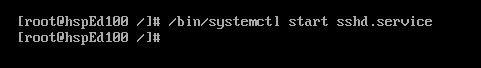 [root@hspEd100 /]# /bin/systemctl start sshd.service
[root@hspEd100 /]#